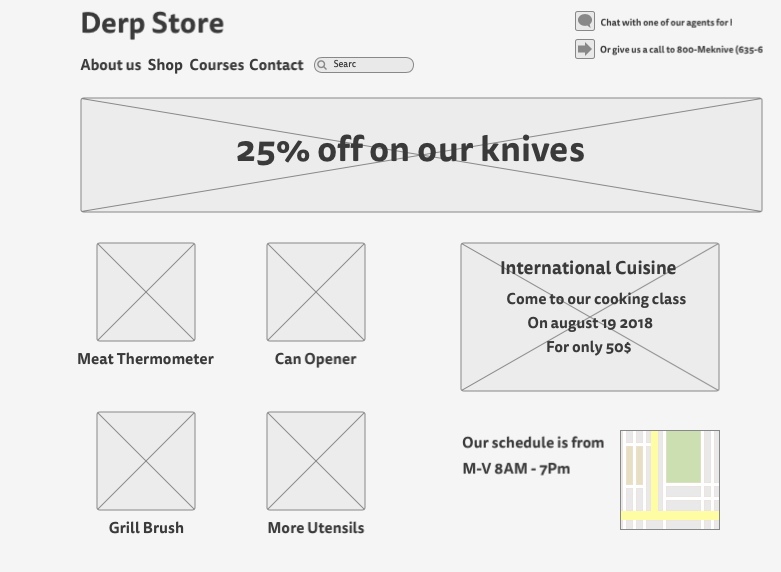 Derp Store
Chat with one of our agents for
Or give us a call to 800-Meknive (635-6
About us Shop Courses Contact
Searc
25% off on our knives
International Cuisine
Come to our cooking class
On august 19 2018
For only 50$
Meat Thermometer
Can Opener
Our schedule is from
M-V 8AM - 7Pm
Grill Brush
More Utensils